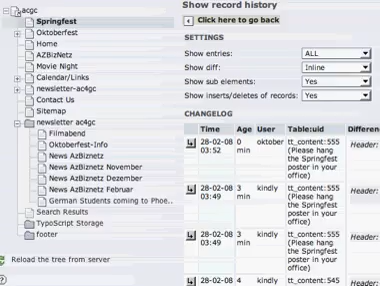 acgc
Springfest
Oktoberfest
Home
AZBizNetz
Movie Night
Calendar/Links
newsletter-ac4gc
Contact Us
Sitemap
newsletter ac4gc
Filmabend
Oktoberfest-Info
News AzBiznetz
News AzBiznetz November
News AzBiznetz Dezember
News AzBiznetz Februar
German Students coming to Phoe..
Search Results
TypoScript Storage
footer
Reload the tree from server
Show record history
Click here to go back
SETTINGS
Show entries: ALL
Show diff: Inline
Show sub elements: Yes
Show inserts/deletes of records: Yes
CHANGELOG
Time Age User Table:uid Differen
28-02-08 0 oktober tt_content:555 Header:
03:52 min (Please hang
the Springfest
poster in your
office)
28-02-08 3 kindly tt_content:555 Header:
03:49 min (Please hang
the Springfest
poster in your
office)
28-02-08 3 kindly tt_content:555 Header:
03:49 min (Please hang
the Springfest
poster in your
office)
28-02-08 4 kindly tt_content:545 Header: